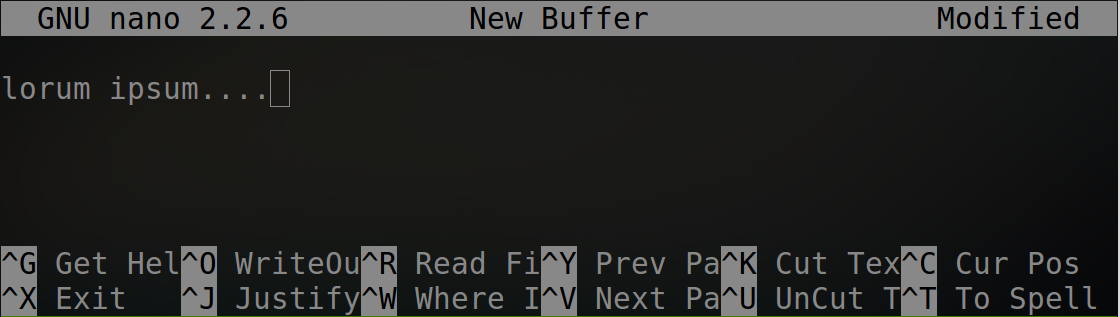 GNU nano 2.2.6 New Buffer Modified
lorum ipsum....
^G Get Hel^O WriteOu^R Read Fi^Y Prev Pa^K Cut Tex^C Cur Pos
^X Exit ^J Justify^W Where I^V Next Pa^U UnCut T^T To Spell